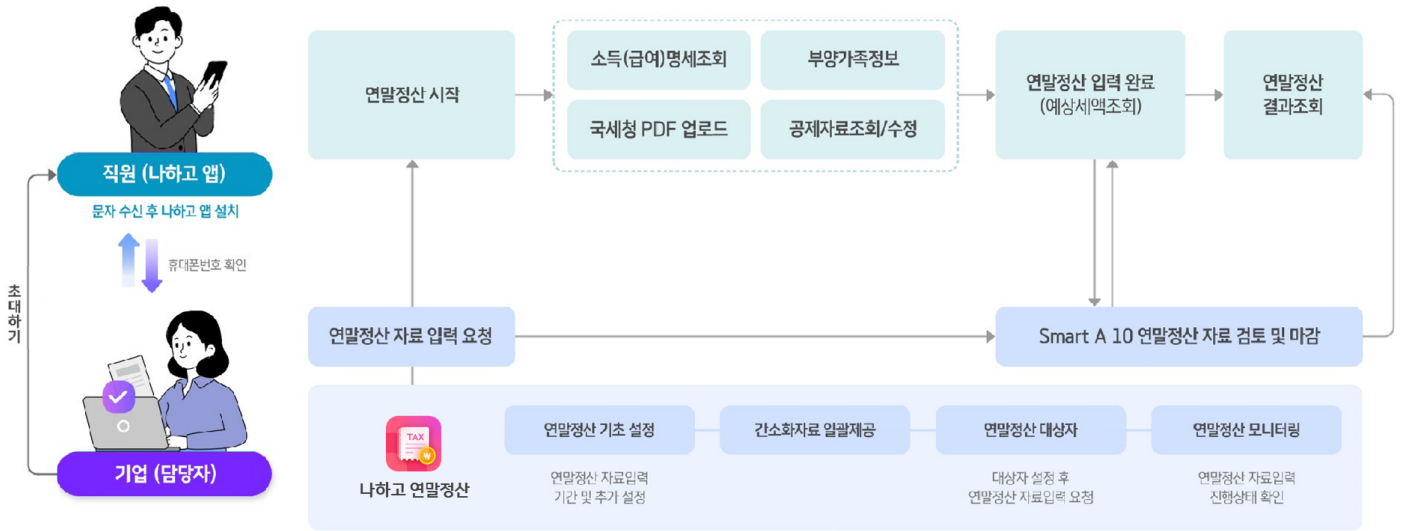 직원 (나하고 앱)
문자 수신 후 나하고 앱 설치
휴대폰번호 확인
초대하기
기업 (담당자)
연말정산 시작
소득(급여)명세조회
부양가족정보
국세청 PDF 업로드
공제자료조회/수정
연말정산 입력 완료
(예상세액조회)
연말정산
결과조회
연말정산 자료 입력 요청
Smart A 10 연말정산 자료 검토 및 마감
TAX
₩
나하고 연말정산
연말정산 기초 설정
연말정산 자료입력
기간 및 추가 설정
간소화자료 일괄제공
연말정산 대상자
대상자 설정 후
연말정산 자료입력 요청
연말정산 모니터링
연말정산 자료입력
진행상태 확인